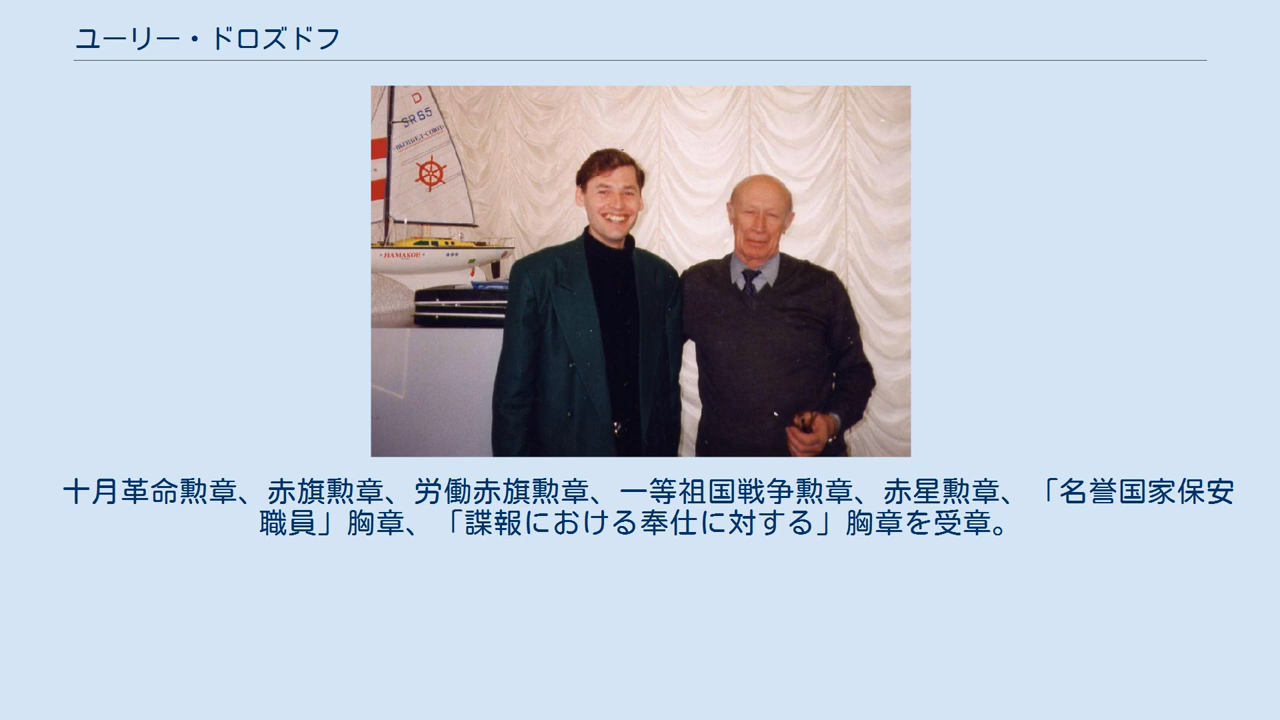 ユーリー・ドロズドフ
D
SR65
ПАМАКОН
十月革命勲章、赤旗勲章、労働赤旗勲章、一等祖国戦争勲章、赤星勲章、「名誉国家保安
職員」胸章、「諜報における奉仕に対する」胸章を受章。